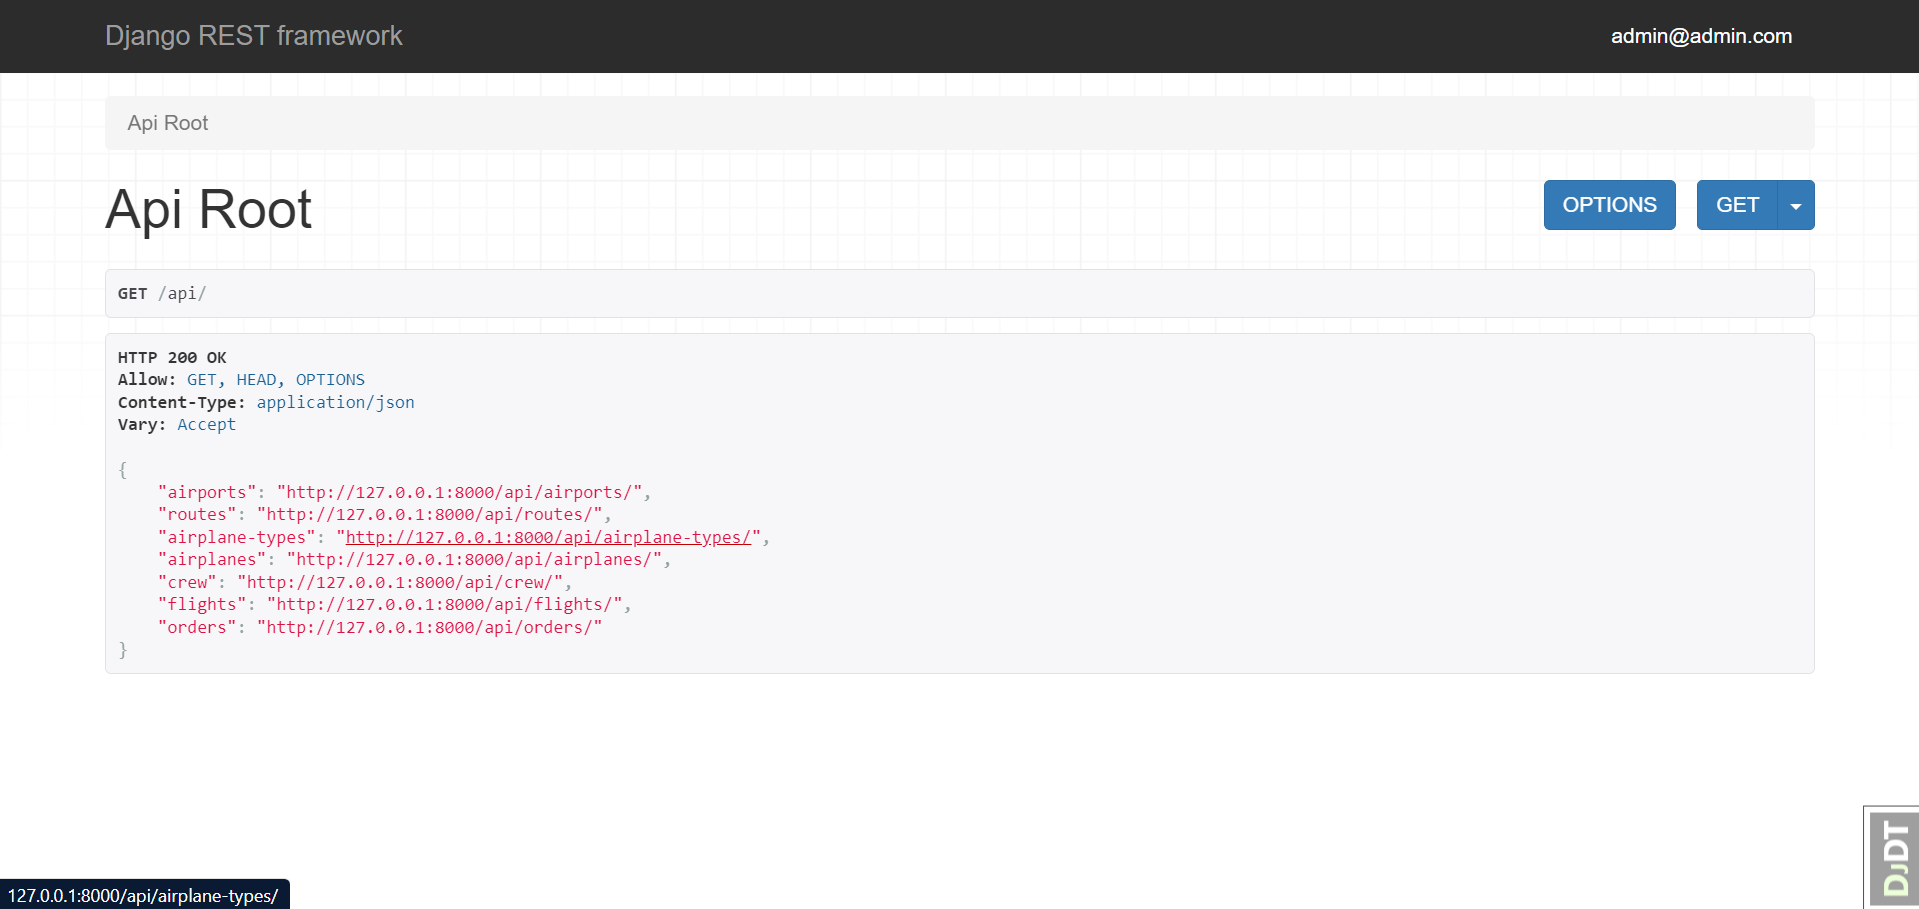 Django REST framework
admin@admin.com
Api Root
Api Root
OPTIONS
GET
GET /api/
HTTP 200 OK
Allow: GET, HEAD, OPTIONS
Content-Type: application/json
Vary: Accept
{
    "airports": "http://127.0.0.1:8000/api/airports/",
    "routes": "http://127.0.0.1:8000/api/routes/",
    "airplane-types": "http://127.0.0.1:8000/api/airplane-types/",
    "airplanes": "http://127.0.0.1:8000/api/airplanes/",
    "crew": "http://127.0.0.1:8000/api/crew/",
    "flights": "http://127.0.0.1:8000/api/flights/",
    "orders": "http://127.0.0.1:8000/api/orders/"
}
DjDT
127.0.0.1:8000/api/airplane-types/